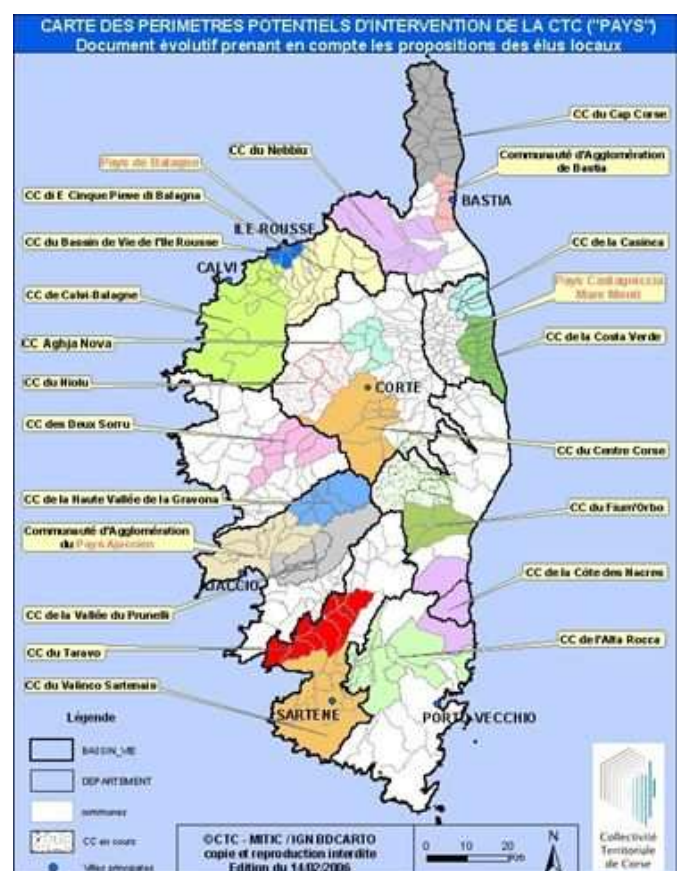 CARTE DES PERIMETRES POTENTIELS D'INTERVENTION DE LA CTC ("PAYS")
Document évolutif prenant en compte les propositions des élus locaux
CC du Cap Corse
CC du Nebbiu
Communauté d'Agglomération
de Bastia
Pays de Balagne
BASTIA
CC di E Cinque Pieve di Balagna
ILE-ROUSSE
CC du Bassin de Vie de l'Ile Rousse
CC de la Casinca
CALVI
Pays Castagniccia
Mare Monti
CC de Calvi-Balagne
CC Aghja Nova
CC de la Costa Verde
CC du Niolu
CORTE
CC des Deux Sorru
CC du Centre Corse
CC de la Haute Vallée de la Gravona
CC du Fium'Orbo
Communauté d'Agglomération
du Pays Ajaccien
AJACCIO
CC de la Côte des Nacres
CC de la Vallée du Prunelli
CC de l'Alta Rocca
CC du Taravo
CC du Valinco Sartenais
SARTENE
PORTO VECCHIO
Légende
BASSIN_VIE
DEPARTEMENT
communes
CC en cours
Villes principales
©CTC - MITIC / IGN BDCARTO
copie et reproduction interdite
Edition du 14/02/2006
N
0 10 20
Collectivité
Territoriale
de Corse